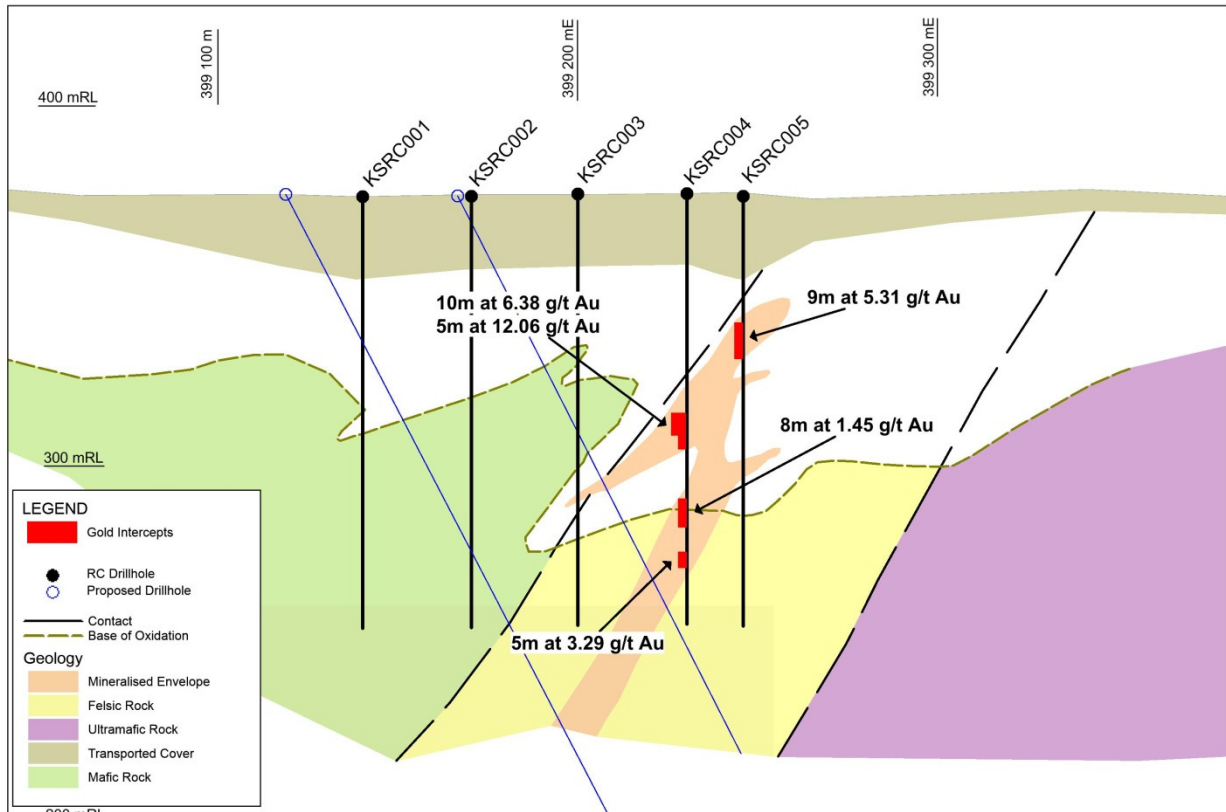 399 100 m
399 200 mE
399 300 mE
400 mRL
KSRC001
KSRC002
KSRC003
KSRC004
KSRC005
10m at 6.38 g/t Au
5m at 12.06 g/t Au
9m at 5.31 g/t Au
8m at 1.45 g/t Au
300 mRL
5m at 3.29 g/t Au
LEGEND
Gold Intercepts
RC Drillhole
Proposed Drillhole
Contact
Base of Oxidation
Geology
Mineralised Envelope
Felsic Rock
Ultramafic Rock
Transported Cover
Mafic Rock
200 mRL